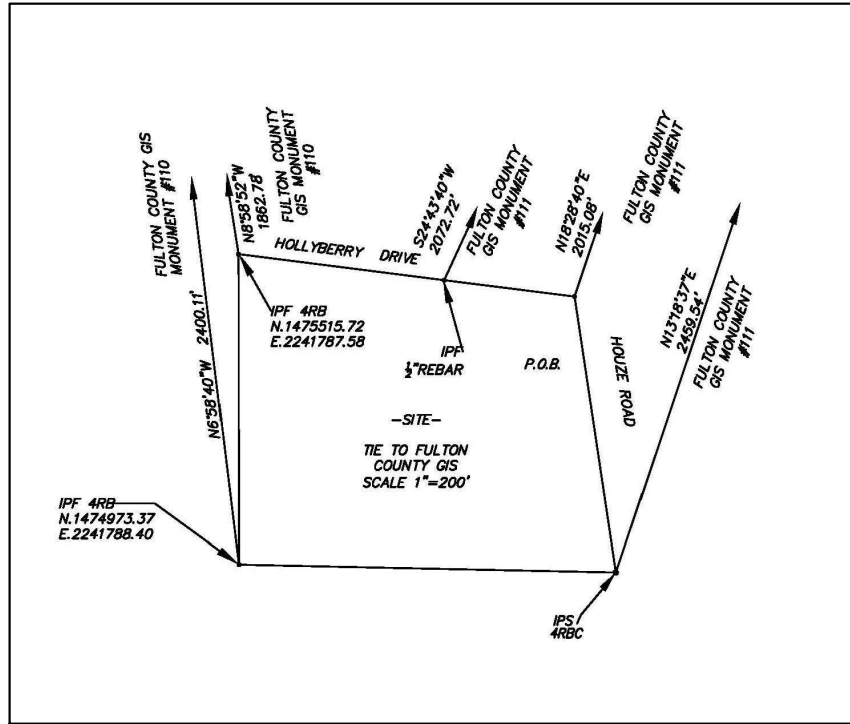 FULTON COUNTY GIS
MONUMENT #110
N6°58'40"W 2400.11'
N8°58'52"W
1862.78'
FULTON COUNTY
GIS MONUMENT
#110
HOLLYBERRY DRIVE
S24°43'40"W
2072.72'
FULTON COUNTY
GIS MONUMENT
#111
N18°28'40"E
2015.08'
FULTON COUNTY
GIS MONUMENT
#111
N13°18'37"E
2459.54'
FULTON COUNTY
GIS MONUMENT
#111
IPF 4RB
N.1475515.72
E.2241787.58
IPF
½"REBAR
P.O.B.
HOUZE ROAD
-SITE-
TIE TO FULTON
COUNTY GIS
SCALE 1"=200'
IPF 4RB
N.1474973.37
E.2241788.40
IPS
4RBC